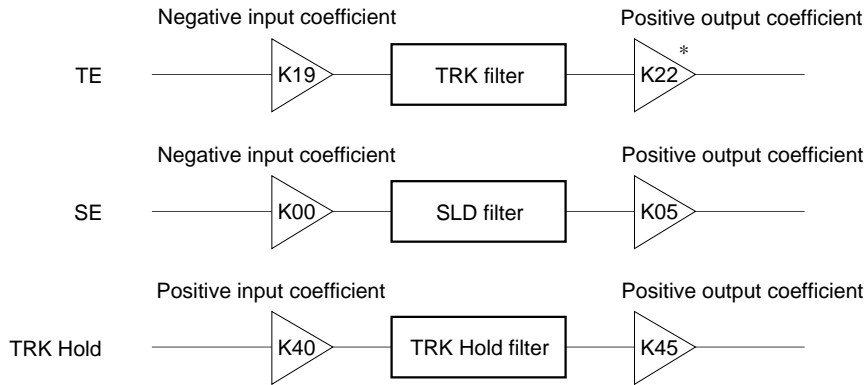 Negative input coefficient Positive output coefficient
TE K19 TRK filter K22 *
Negative input coefficient Positive output coefficient
SE K00 SLD filter K05
Positive input coefficient Positive output coefficient
TRK Hold K40 TRK Hold filter K45